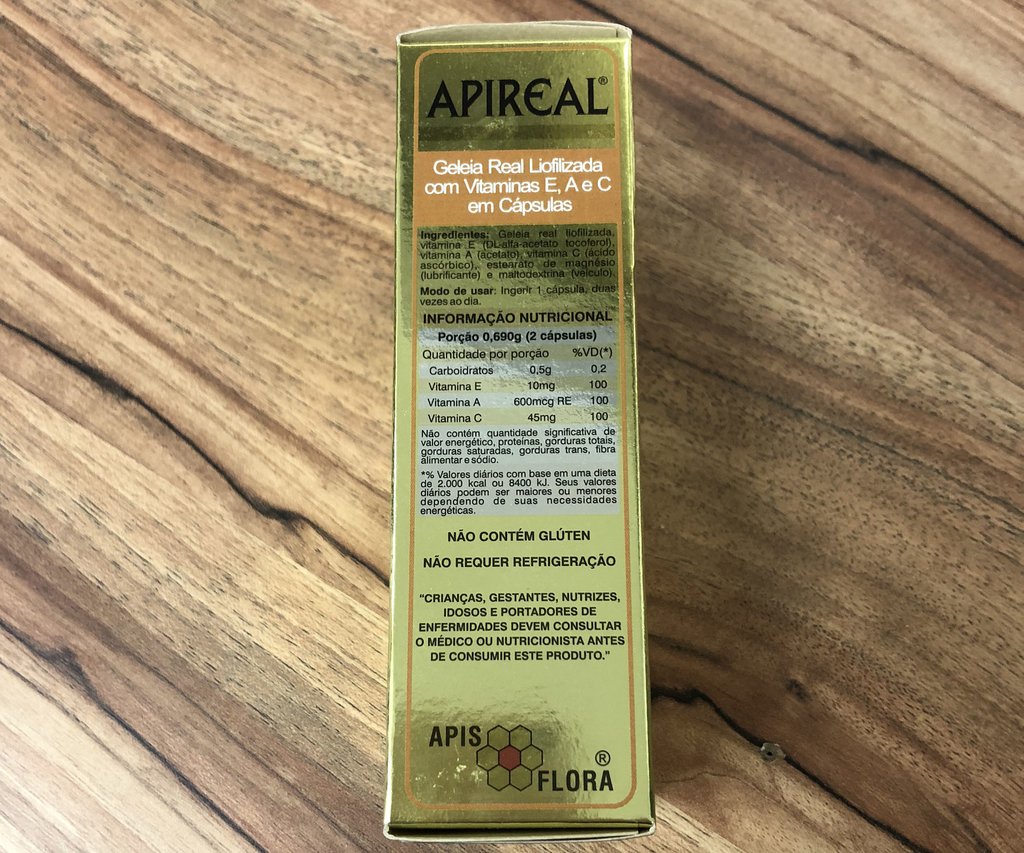 APIREAL®
Geleia Real Liofilizada
com Vitaminas E, A e C
em Cápsulas
Ingredientes: Geleia real liofilizada,
vitamina E (DL-alfa-acetato tocoferol),
vitamina A (acetato), vitamina C (ácido
ascórbico), estearato de magnésio
(lubrificante) e maltodextrina (veículo).
Modo de usar: Ingerir 1 cápsula, duas
vezes ao dia.
INFORMAÇÃO NUTRICIONAL
Porção 0,690g (2 cápsulas)
Quantidade por porção %VD(*)
Carboidratos 0,5g 0,2
Vitamina E 10mg 100
Vitamina A 600mcg RE 100
Vitamina C 45mg 100
Não contém quantidade significativa de
valor energético, proteínas, gorduras totais,
gorduras saturadas, gorduras trans, fibra
alimentar e sódio.
*% Valores diários com base em uma dieta
de 2.000 kcal ou 8400 kJ. Seus valores
diários podem ser maiores ou menores
dependendo de suas necessidades
energéticas.
NÃO CONTÉM GLÚTEN
NÃO REQUER REFRIGERAÇÃO
“CRIANÇAS, GESTANTES, NUTRIZES,
IDOSOS E PORTADORES DE
ENFERMIDADES DEVEM CONSULTAR
O MÉDICO OU NUTRICIONISTA ANTES
DE CONSUMIR ESTE PRODUTO.”
APIS
FLORA®